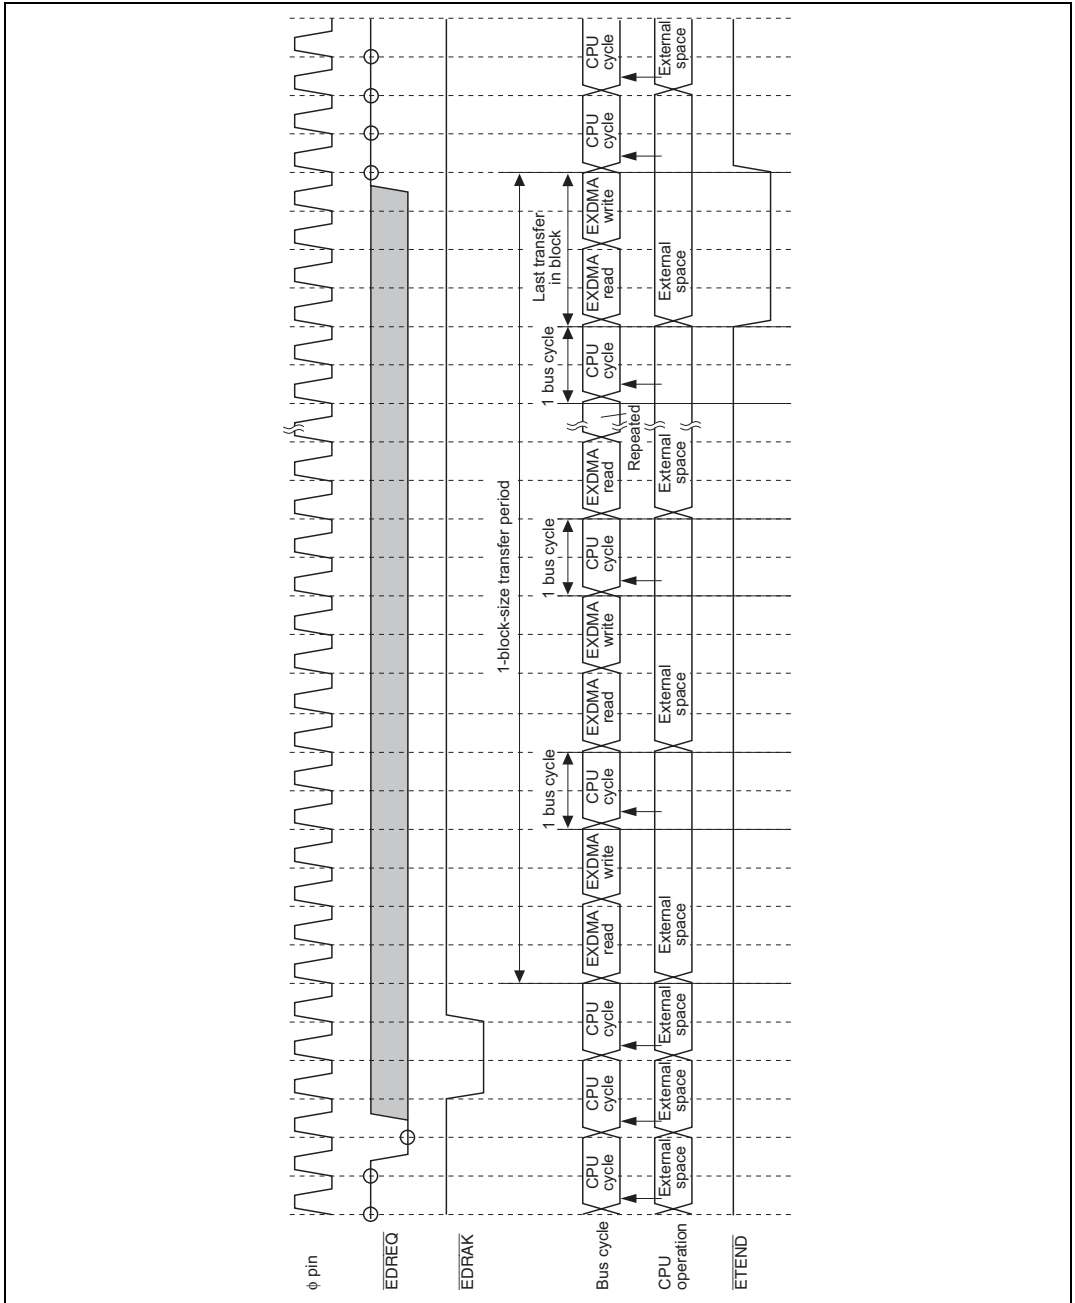 φ pin
EDREQ
EDRAK
1-block-size transfer period
1 bus cycle
1 bus cycle
1 bus cycle
Last transfer
in block
Bus cycle
CPU
cycle
CPU
cycle
CPU
cycle
EXDMA
read
EXDMA
write
CPU
cycle
EXDMA
read
EXDMA
write
CPU
cycle
EXDMA
read
Repeated
CPU
cycle
EXDMA
read
EXDMA
write
CPU
cycle
CPU
cycle
CPU
operation
External
space
External
space
External
space
External
space
External
space
External
space
External
space
External
space
ETEND